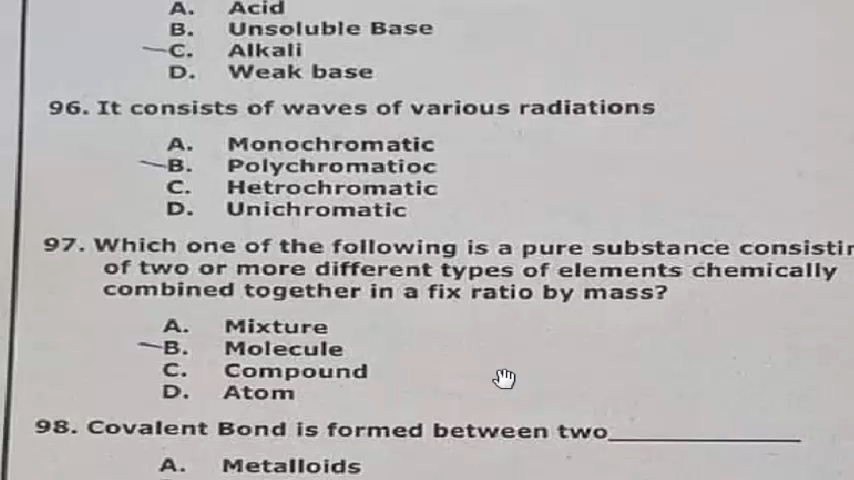 A. Acid
B. Unsoluble Base
C. Alkali
D. Weak base
96. It consists of waves of various radiations
A. Monochromatic
B. Polychromatioc
C. Hetrochromatic
D. Unichromatic
97. Which one of the following is a pure substance consistin
of two or more different types of elements chemically
combined together in a fix ratio by mass?
A. Mixture
B. Molecule
C. Compound
D. Atom
98. Covalent Bond is formed between two____________
A. Metalloids